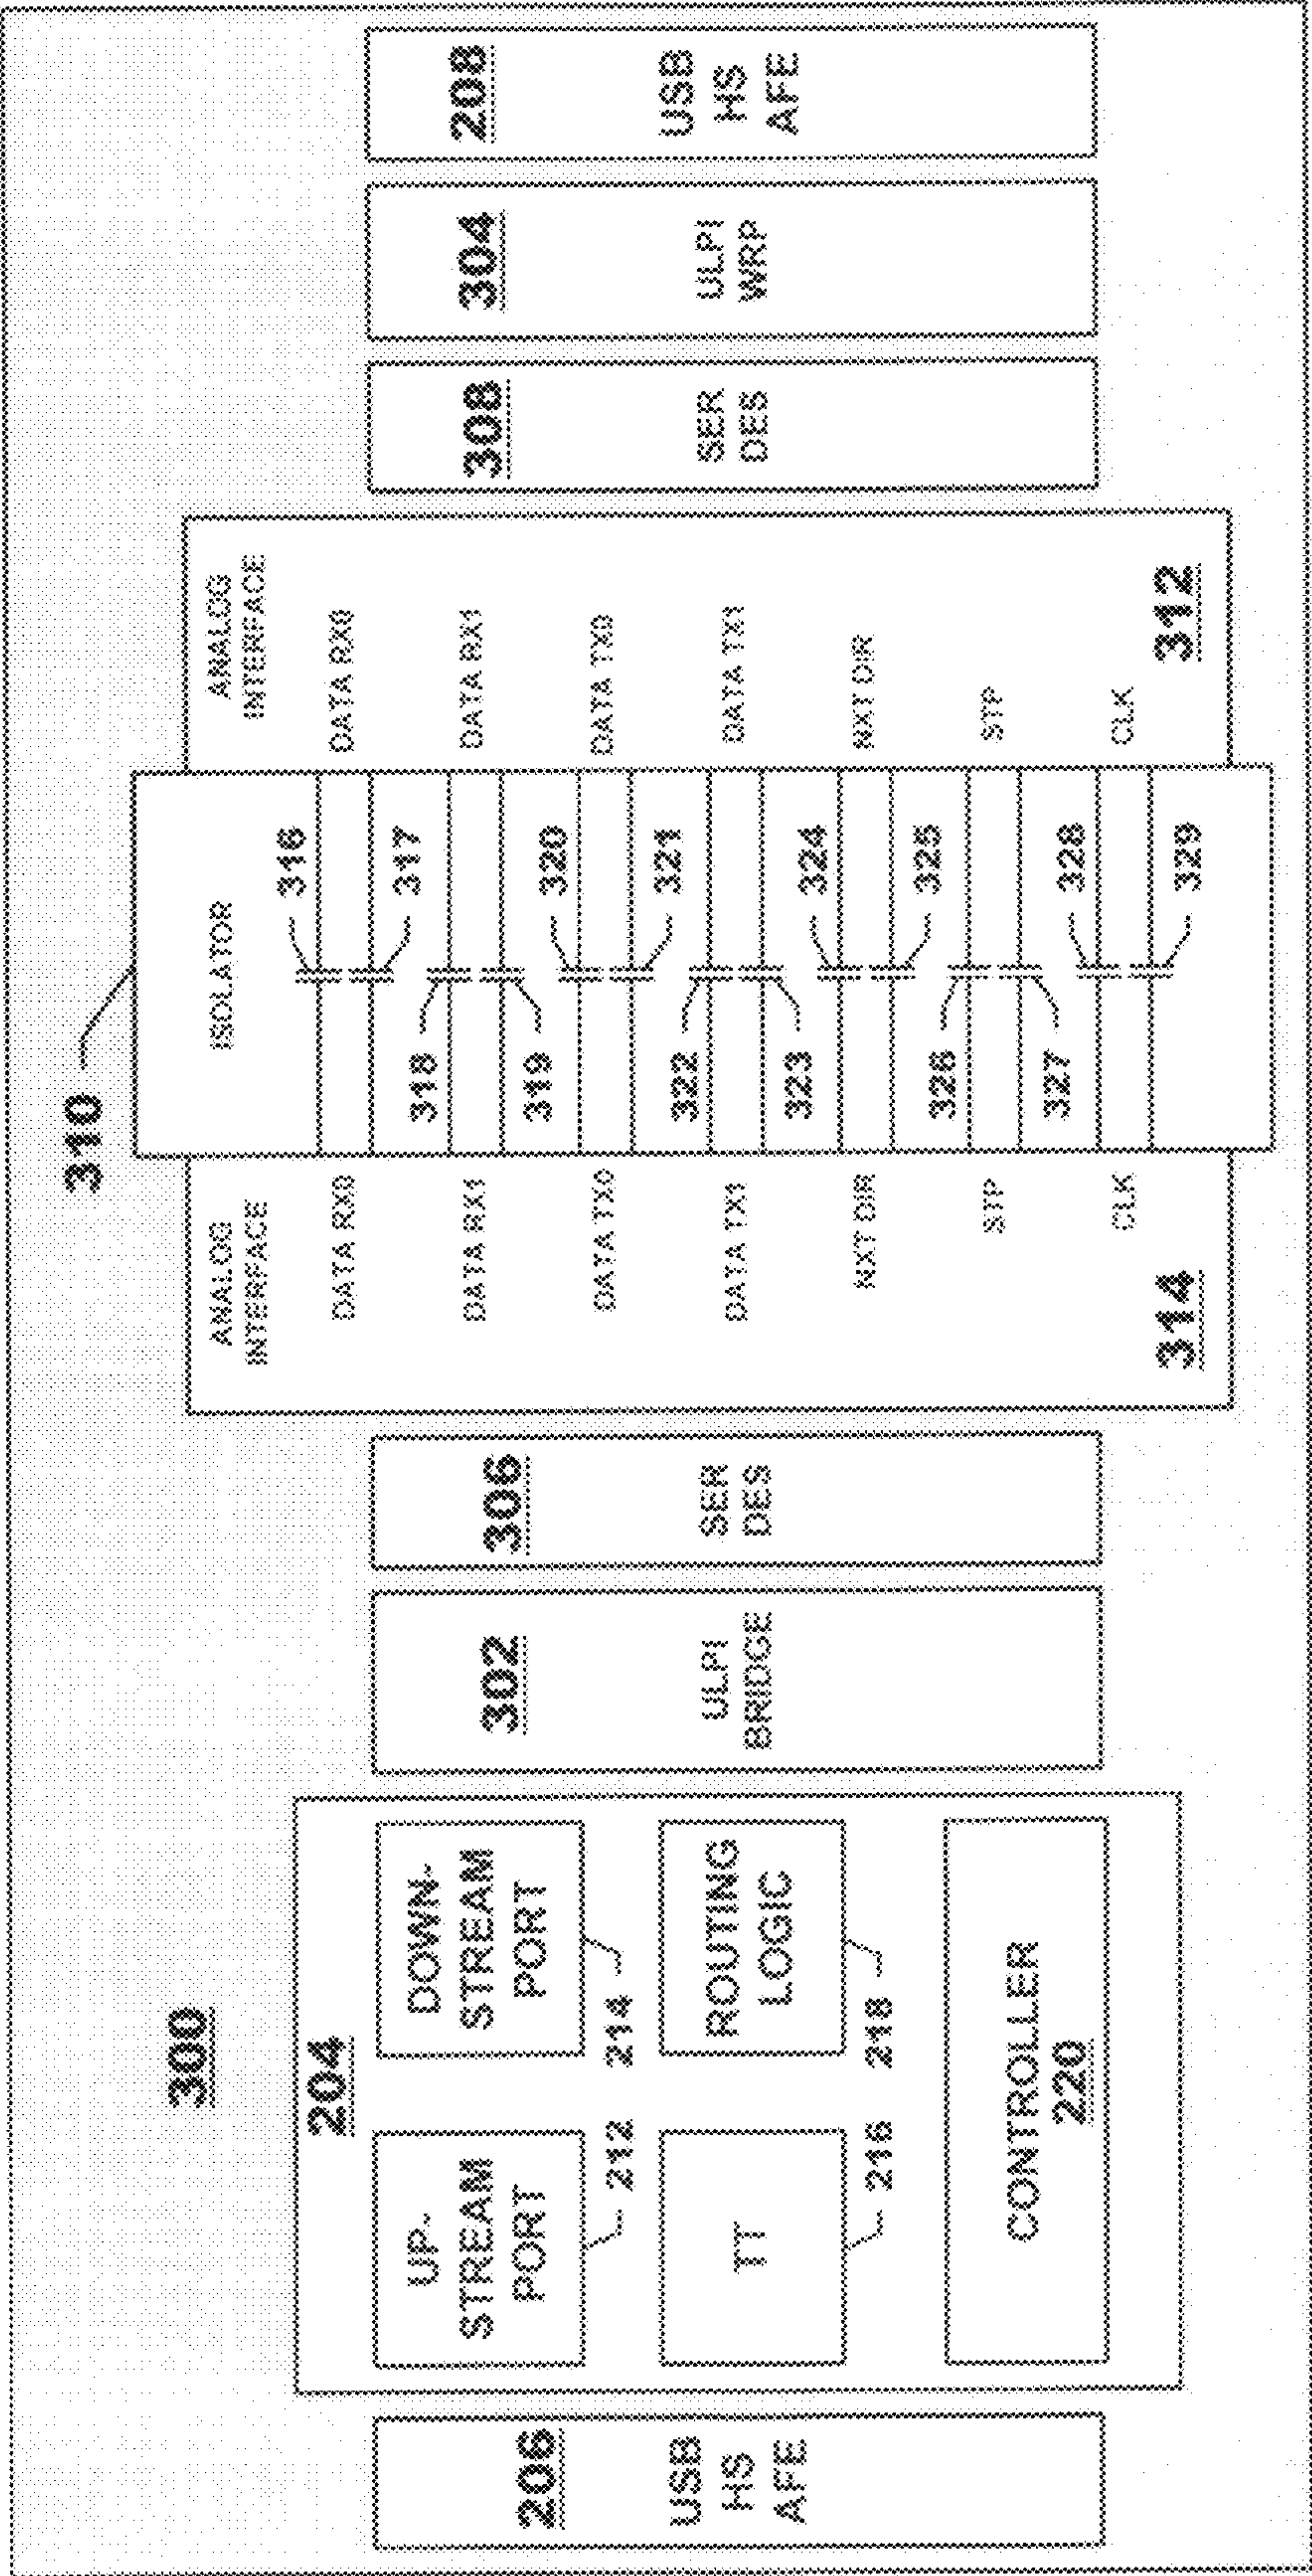 300
310
206
USB
HS
AFE
204
UP-
STREAM
PORT
212
DOWN-
STREAM
PORT
214
TT
216
ROUTING
LOGIC
218
CONTROLLER
220
302
ULPI
BRIDGE
306
SER
DES
ANALOG
INTERFACE
DATA RX0
DATA RX1
DATA TX0
DATA TX1
NXT DIR
STP
CLK
314
ISOLATOR
316
317
318
319
320
321
322
323
324
325
326
327
328
329
ANALOG
INTERFACE
DATA RX0
DATA RX1
DATA TX0
DATA TX1
NXT DIR
STP
CLK
312
308
SER
DES
304
ULPI
WRP
208
USB
HS
AFE